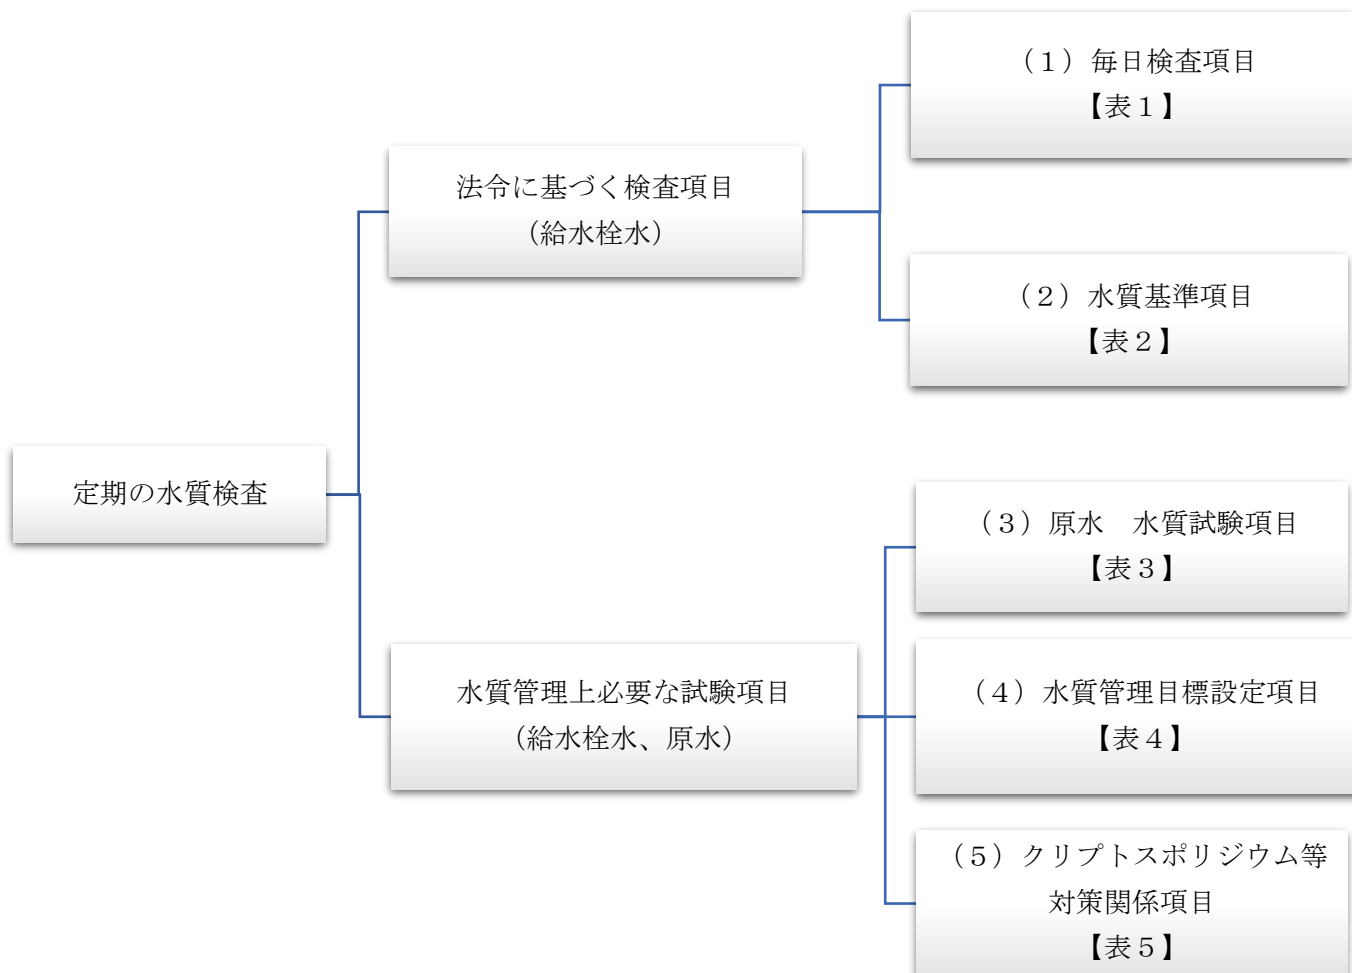 （１）毎日検査項目
【表１】
法令に基づく検査項目
（給水栓水）
（２）水質基準項目
【表２】
定期の水質検査
（３）原水　水質試験項目
【表３】
水質管理上必要な試験項目
（給水栓水、原水）
（４）水質管理目標設定項目
【表４】
（５）クリプトスポリジウム等
対策関係項目
【表５】